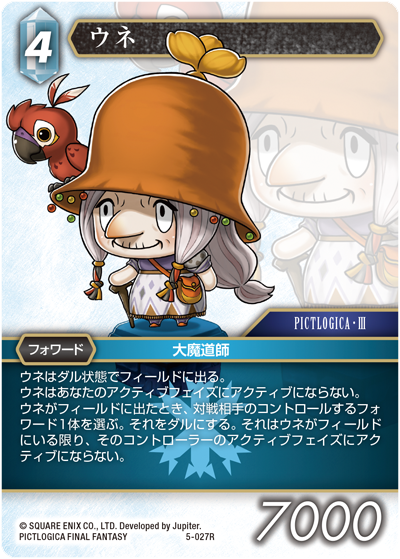 4
ウネ
PICTLOGICA・III
フォワード
大魔道師
ウネはダル状態でフィールドに出る。
ウネはあなたのアクティブフェイズにアクティブにならない。
ウネがフィールドに出たとき、対戦相手のコントロールするフォ
ワード1体を選ぶ。それをダルにする。それはウネがフィールド
にいる限り、そのコントローラーのアクティブフェイズにアク
ティブにならない。
© SQUARE ENIX CO., LTD. Developed by Jupiter.
PICTLOGICA FINAL FANTASY
5-027R
7000